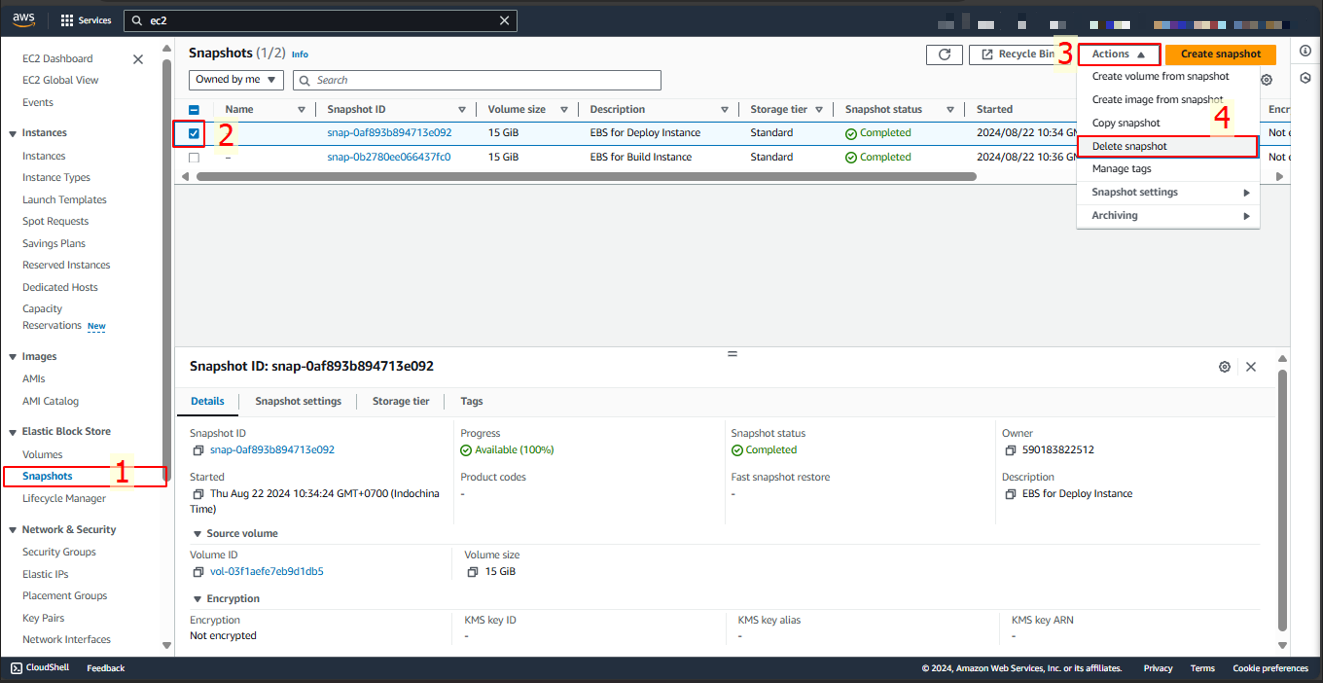 aws Services ec2
Snapshots (1/2) Info
3
Recycle Bin Actions Create snapshot
Owned by me Search
Name Snapshot ID Volume size Description Storage tier Snapshot status Started
2 snap-0af893b894713e092 15 GiB EBS for Deploy Instance Standard Completed 2024/08/22 10:34 GM
– snap-0b2780ee066437fc0 15 GiB EBS for Build Instance Standard Completed 2024/08/22 10:36 GM
Create volume from snapshot
Create image from snapshot
Copy snapshot
4
Delete snapshot
Manage tags
Snapshot settings
Archiving
EC2 Dashboard
EC2 Global View
Events
Instances
Instances
Instance Types
Launch Templates
Spot Requests
Savings Plans
Reserved Instances
Dedicated Hosts
Capacity
Reservations New
Images
AMIs
AMI Catalog
Elastic Block Store
Volumes
Snapshots 1
Lifecycle Manager
Network & Security
Security Groups
Elastic IPs
Placement Groups
Key Pairs
Network Interfaces
Snapshot ID: snap-0af893b894713e092
Details Snapshot settings Storage tier Tags
Snapshot ID
snap-0af893b894713e092
Progress
Available (100%)
Snapshot status
Completed
Owner
590183822512
Started
Thu Aug 22 2024 10:34:24 GMT+0700 (Indochina
Time)
Product codes
-
Fast snapshot restore
-
Description
EBS for Deploy Instance
Source volume
Volume ID
vol-03f1aefe7eb9d1db5
Volume size
15 GiB
Encryption
Encryption
Not encrypted
KMS key ID
-
KMS key alias
-
KMS key ARN
-
CloudShell Feedback © 2024, Amazon Web Services, Inc. or its affiliates. Privacy Terms Cookie preferences